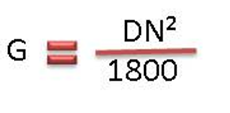 G = DN²
1800